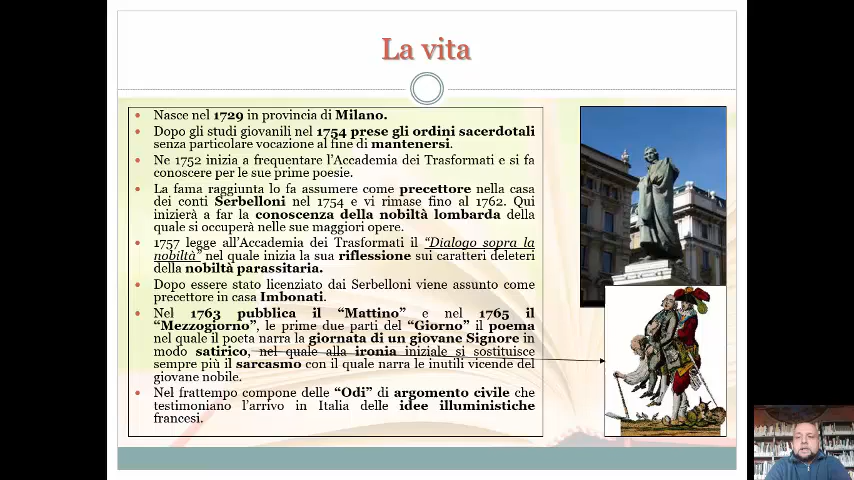 La vita
Nasce nel 1729 in provincia di Milano.
Dopo gli studi giovanili nel 1754 prese gli ordini sacerdotali
senza particolare vocazione al fine di mantenersi.
Ne 1752 inizia a frequentare l'Accademia dei Trasformati e si fa
conoscere per le sue prime poesie.
La fama raggiunta lo fa assumere come precettore nella casa
dei conti Serbelloni nel 1754 e vi rimase fino al 1762. Qui
inizierà a far la conoscenza della nobiltà lombarda della
quale si occuperà nelle sue maggiori opere.
1757 legge all'Accademia dei Trasformati il "Dialogo sopra la
nobiltà" nel quale inizia la sua riflessione sui caratteri deleteri
della nobiltà parassitaria.
Dopo essere stato licenziato dai Serbelloni viene assunto come
precettore in casa Imbonati.
Nel 1763 pubblica il "Mattino" e nel 1765 il
"Mezzogiorno", le prime due parti del "Giorno" il poema
nel quale il poeta narra la giornata di un giovane Signore in
modo satirico, nel quale alla ironia iniziale si sostituisce
sempre più il sarcasmo con il quale narra le inutili vicende del
giovane nobile.
Nel frattempo compone delle "Odi" di argomento civile che
testimoniano l'arrivo in Italia delle idee illuministiche
francesi.